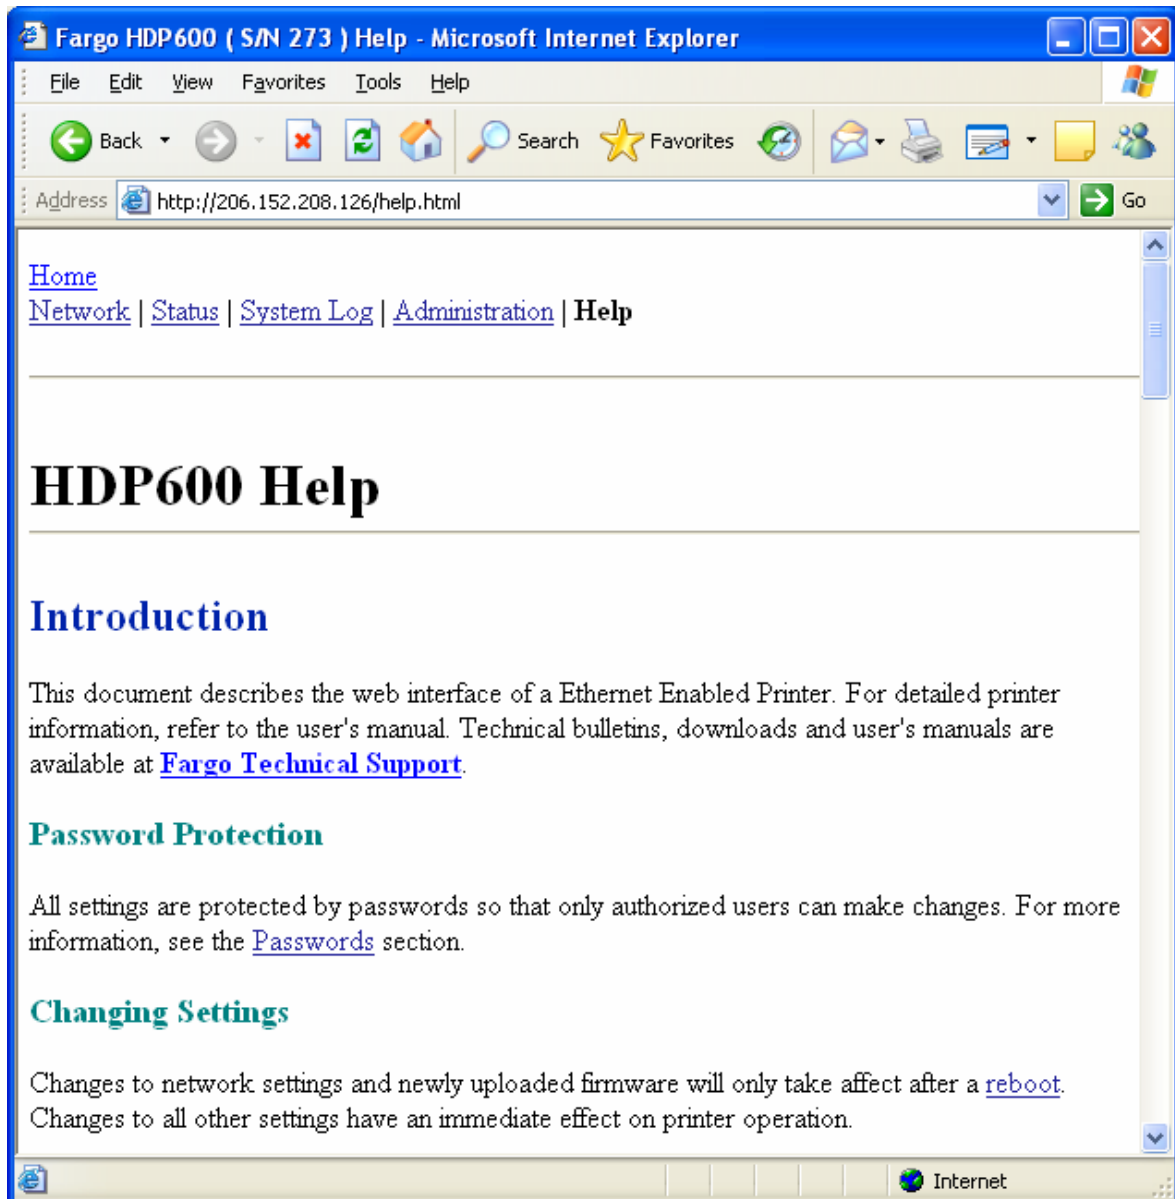 Fargo HDP600 ( S/N 273 ) Help - Microsoft Internet Explorer
File Edit View Favorites Tools Help
Back Search Favorites
Address http://206.152.208.126/help.html Go
Home
Network | Status | System Log | Administration | Help
HDP600 Help
Introduction
This document describes the web interface of a Ethernet Enabled Printer. For detailed printer
information, refer to the user's manual. Technical bulletins, downloads and user's manuals are
available at Fargo Technical Support.
Password Protection
All settings are protected by passwords so that only authorized users can make changes. For more
information, see the Passwords section.
Changing Settings
Changes to network settings and newly uploaded firmware will only take affect after a reboot.
Changes to all other settings have an immediate effect on printer operation.
Internet